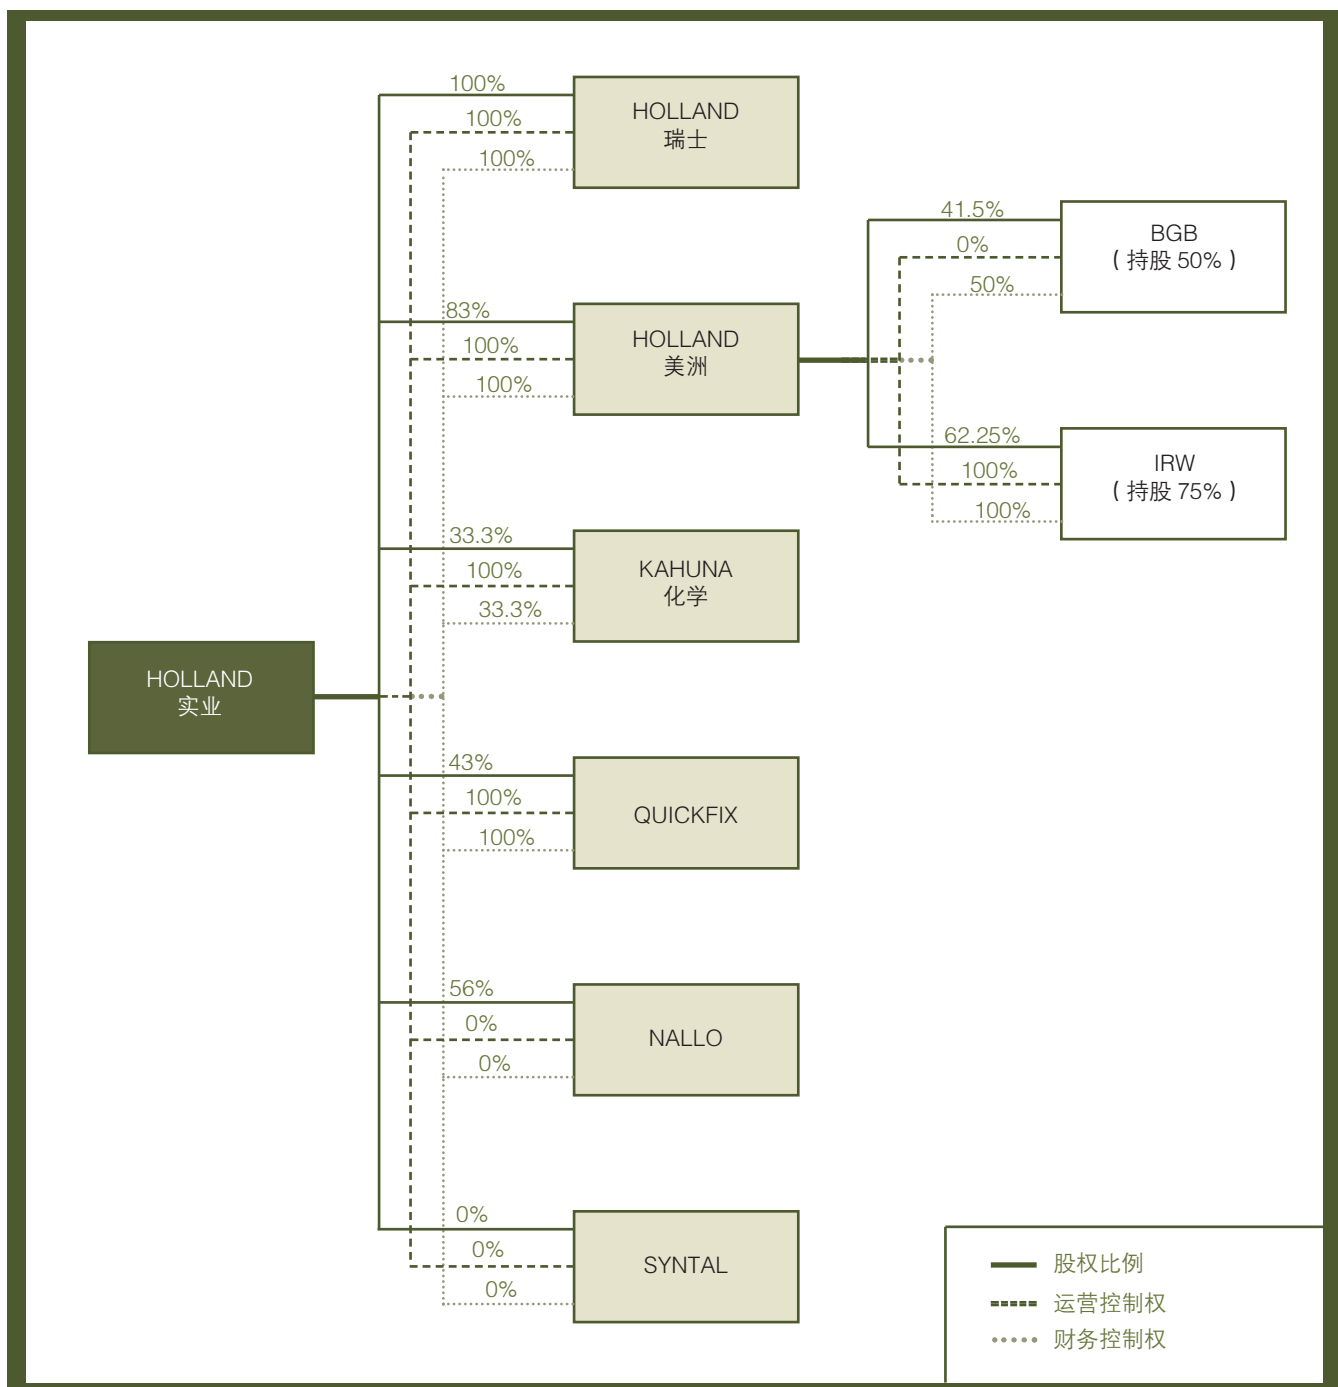 100%
100%
100%
HOLLAND
瑞士
83%
100%
100%
HOLLAND
美洲
41.5%
0%
50%
BGB
( 持股 50% )
62.25%
100%
100%
IRW
( 持股 75% )
33.3%
100%
33.3%
KAHUNA
化学
HOLLAND
实业
43%
100%
100%
QUICKFIX
56%
0%
0%
NALLO
0%
0%
0%
SYNTAL
股权比例
运营控制权
财务控制权